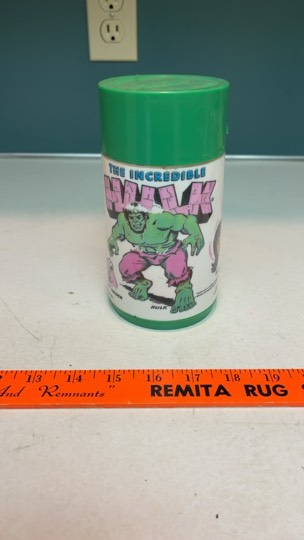 THE INCREDIBLE
HULK
HULK
13 14 15 16 17 18 19
And Remnants" REMITA RUG